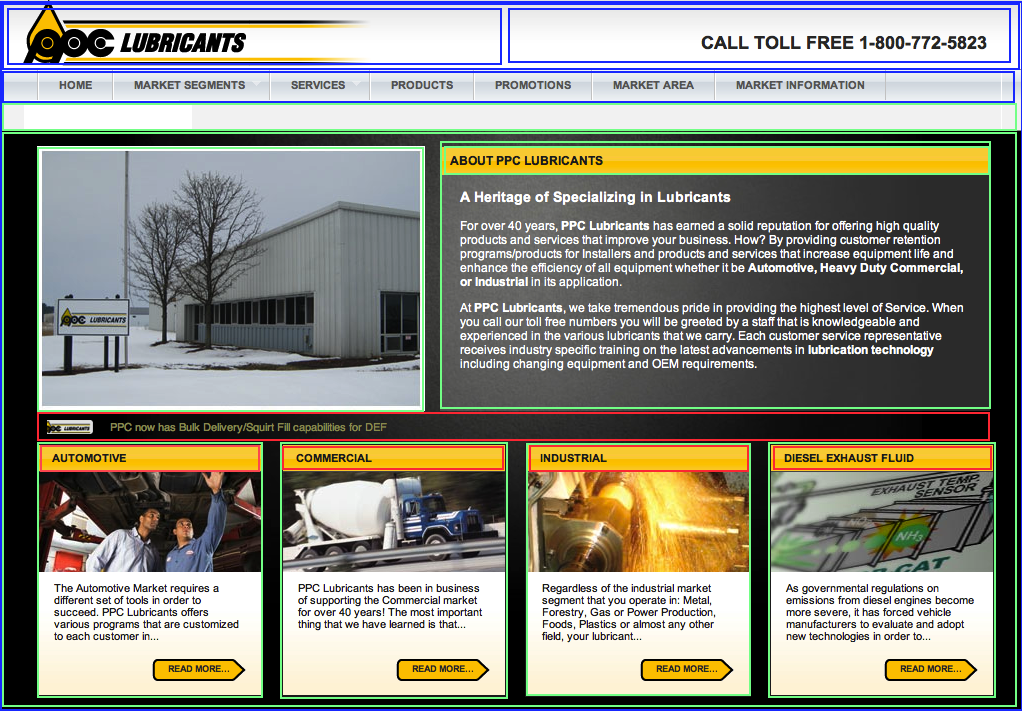 PPC LUBRICANTS
CALL TOLL FREE 1-800-772-5823
HOME MARKET SEGMENTS SERVICES PRODUCTS PROMOTIONS MARKET AREA MARKET INFORMATION
PPC LUBRICANTS
ABOUT PPC LUBRICANTS
A Heritage of Specializing in Lubricants
For over 40 years, PPC Lubricants has earned a solid reputation for offering high quality
products and services that improve your business. How? By providing customer retention
programs/products for Installers and products and services that increase equipment life and
enhance the efficiency of all equipment whether it be Automotive, Heavy Duty Commercial,
or Industrial in its application.
At PPC Lubricants, we take tremendous pride in providing the highest level of Service. When
you call our toll free numbers you will be greeted by a staff that is knowledgeable and
experienced in the various lubricants that we carry. Each customer service representative
receives industry specific training on the latest advancements in lubrication technology
including changing equipment and OEM requirements.
PPC LUBRICANTS
PPC now has Bulk Delivery/Squirt Fill capabilities for DEF
AUTOMOTIVE
The Automotive Market requires a
different set of tools in order to
succeed. PPC Lubricants offers
various programs that are customized
to each customer in...
READ MORE...
COMMERCIAL
PPC Lubricants has been in business
of supporting the Commercial market
for over 40 years! The most important
thing that we have learned is that...
READ MORE...
INDUSTRIAL
Regardless of the industrial market
segment that you operate in: Metal,
Forestry, Gas or Power Production,
Foods, Plastics or almost any other
field, your lubricant...
READ MORE...
DIESEL EXHAUST FLUID
EXHAUST TEMP.
SENSOR
NH3
CAT
As governmental regulations on
emissions from diesel engines become
more severe, it has forced vehicle
manufacturers to evaluate and adopt
new technologies in order to...
READ MORE...